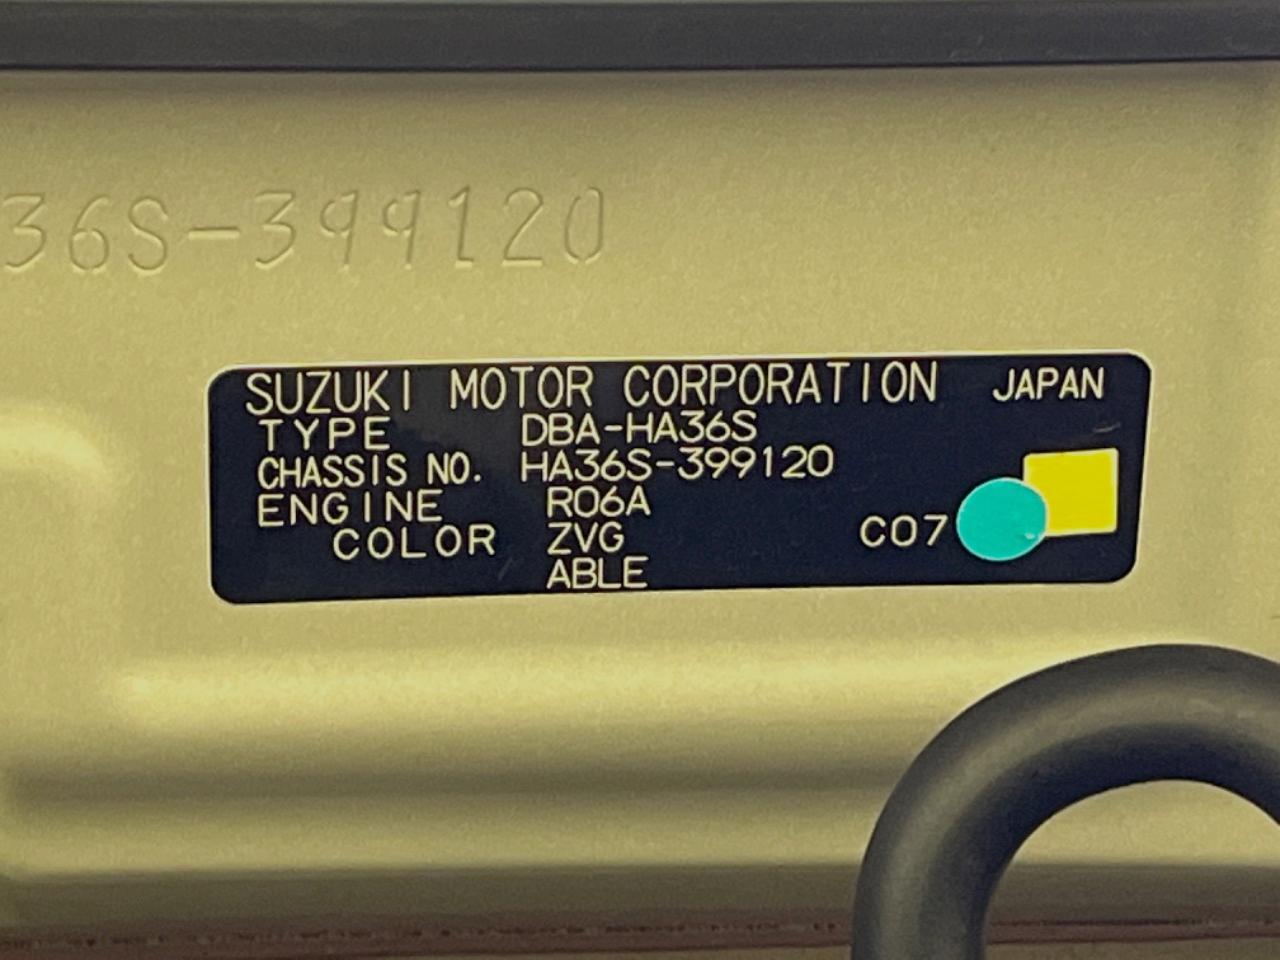 36S-399120
SUZUKI MOTOR CORPORATION JAPAN
TYPE DBA-HA36S
CHASSIS NO. HA36S-399120
ENGINE R06A
COLOR ZVG C07
ABLE